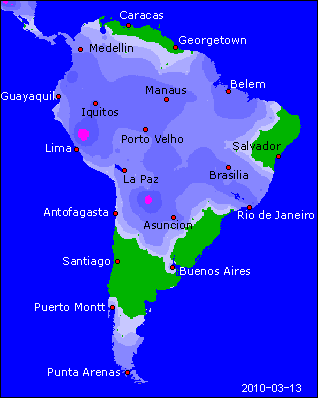 Caracas
Georgetown
Medellin
Guayaquil
Iquitos
Manaus
Belem
Porto Velho
Lima
Salvador
La Paz
Brasilia
Antofagasta
Asuncion
Rio de Janeiro
Santiago
Buenos Aires
Puerto Montt
Punta Arenas
2010-03-13